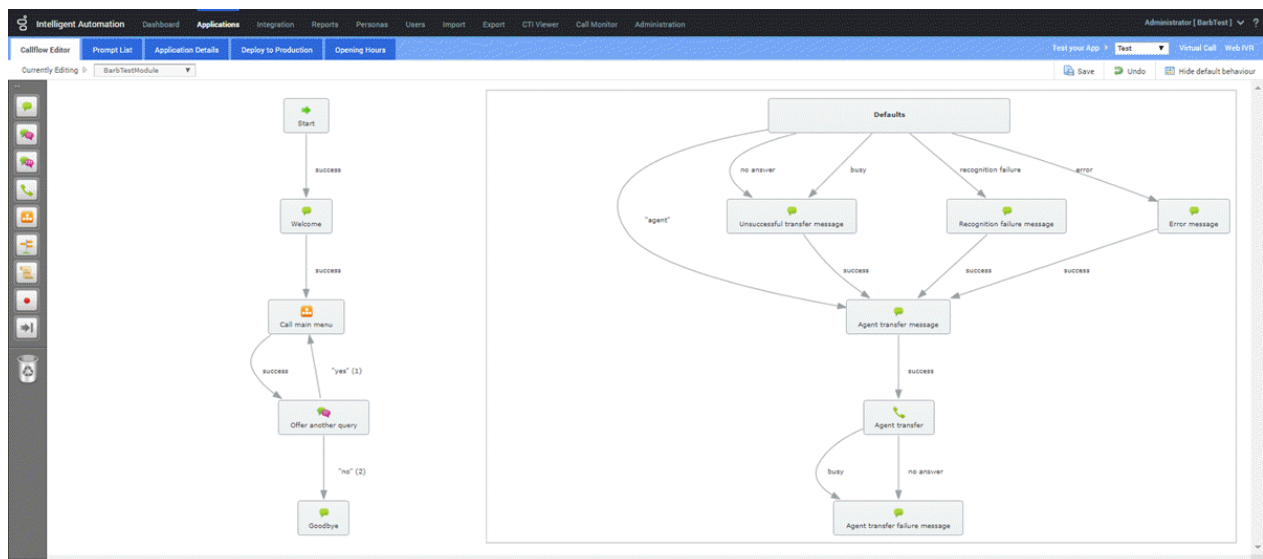 Intelligent Automation Dashboard Applications Integration Reports Personas Users Import Export CTI Viewer Call Monitor Administration Administrator [ BarbTest ] ?
Callflow Editor Prompt List Application Details Deploy to Production Opening Hours Test your App Test Virtual Call Web IVR
Currently Editing BarbTestModule Save Undo Hide default behaviour
Start
success
Welcome
success
Call main menu
success
"yes" (1)
Offer another query
"no" (2)
Goodbye
Defaults
no answer
busy
recognition failure
error
"agent"
Unsuccessful transfer message
Recognition failure message
Error message
success
success
success
Agent transfer message
success
Agent transfer
busy
no answer
Agent transfer failure message